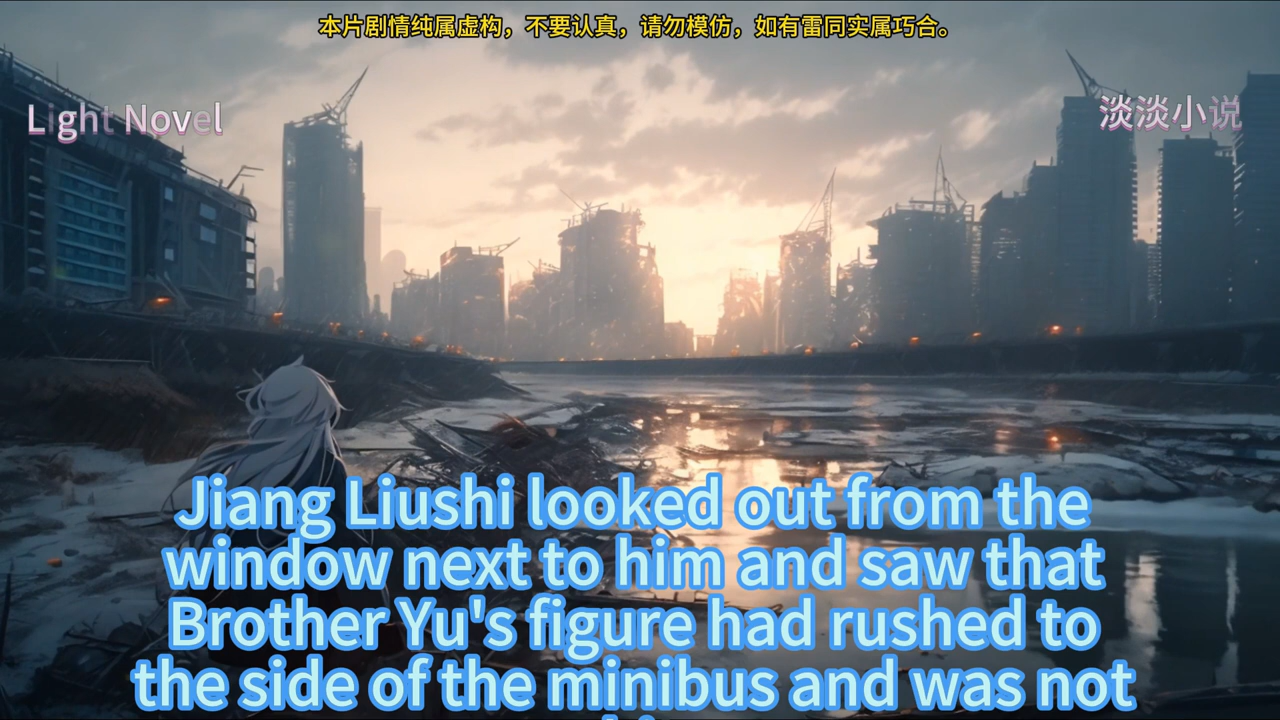 本片剧情纯属虚构，不要认真，请勿模仿，如有雷同实属巧合。
Light Novel
淡淡小说
Jiang Liushi looked out from the
window next to him and saw that
Brother Yu's figure had rushed to
the side of the minibus and was not